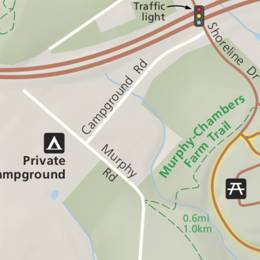 Traffic
light
Shoreline Dr
Campground Rd
Murphy-Chambers
Farm Trail
Private
ampground
Murphy
Rd
0.6mi
1.0km